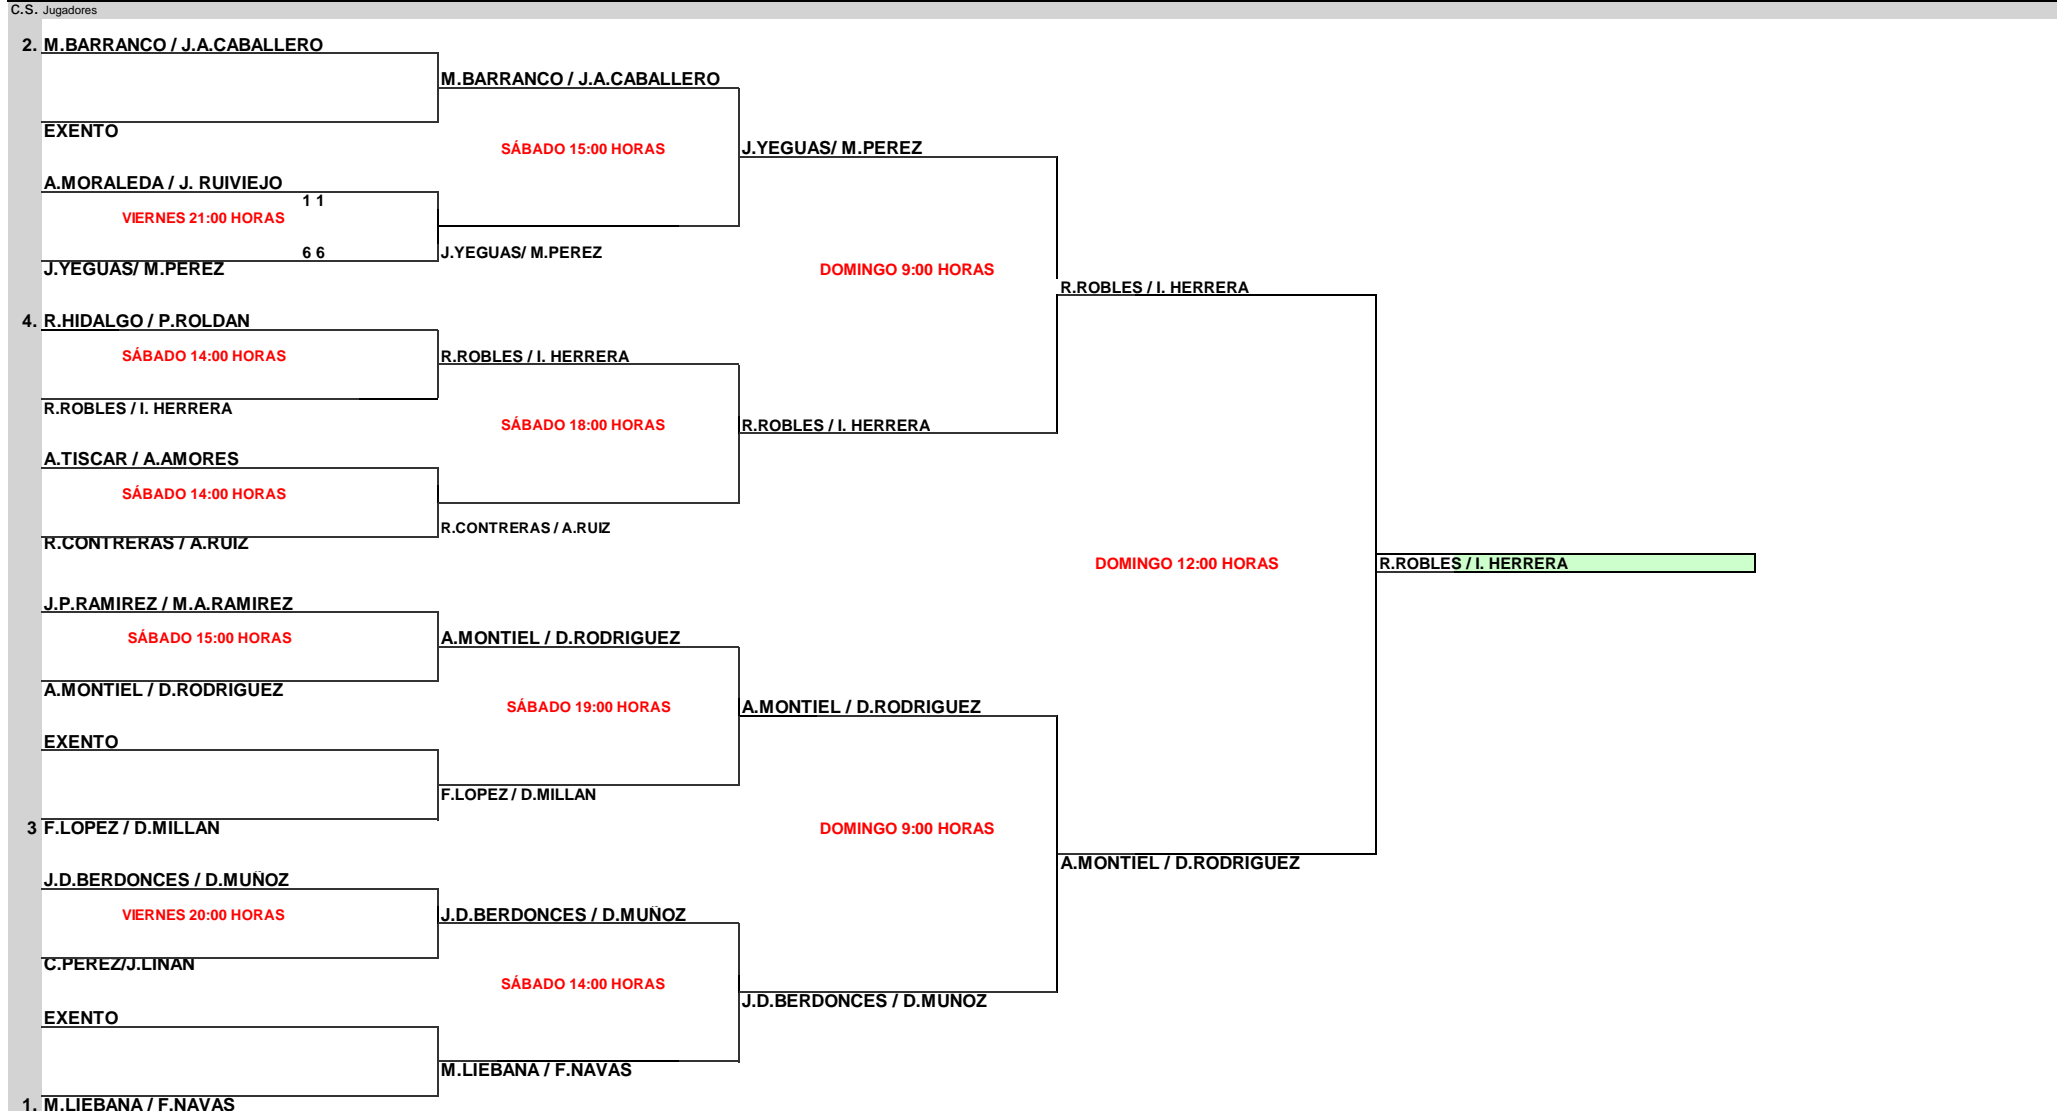 C.S. Jugadores
2. M.BARRANCO / J.A.CABALLERO
M.BARRANCO / J.A.CABALLERO
EXENTO
SÁBADO 15:00 HORAS
J.YEGUAS/ M.PEREZ
A.MORALEDA / J. RUIVIEJO
1 1
VIERNES 21:00 HORAS
6 6
J.YEGUAS/ M.PEREZ
J.YEGUAS/ M.PEREZ
DOMINGO 9:00 HORAS
R.ROBLES / I. HERRERA
4. R.HIDALGO / P.ROLDAN
SÁBADO 14:00 HORAS
R.ROBLES / I. HERRERA
R.ROBLES / I. HERRERA
SÁBADO 18:00 HORAS
R.ROBLES / I. HERRERA
A.TISCAR / A.AMORES
SÁBADO 14:00 HORAS
R.CONTRERAS / A.RUIZ
R.CONTRERAS / A.RUIZ
DOMINGO 12:00 HORAS
R.ROBLES / I. HERRERA
J.P.RAMIREZ / M.A.RAMIREZ
SÁBADO 15:00 HORAS
A.MONTIEL / D.RODRIGUEZ
A.MONTIEL / D.RODRIGUEZ
SÁBADO 19:00 HORAS
A.MONTIEL / D.RODRIGUEZ
EXENTO
F.LOPEZ / D.MILLAN
3 F.LOPEZ / D.MILLAN
DOMINGO 9:00 HORAS
A.MONTIEL / D.RODRIGUEZ
J.D.BERDONCES / D.MUÑOZ
VIERNES 20:00 HORAS
J.D.BERDONCES / D.MUÑOZ
C.PEREZ/J.LIÑAN
SÁBADO 14:00 HORAS
J.D.BERDONCES / D.MUÑOZ
EXENTO
M.LIEBANA / F.NAVAS
1. M.LIEBANA / F.NAVAS